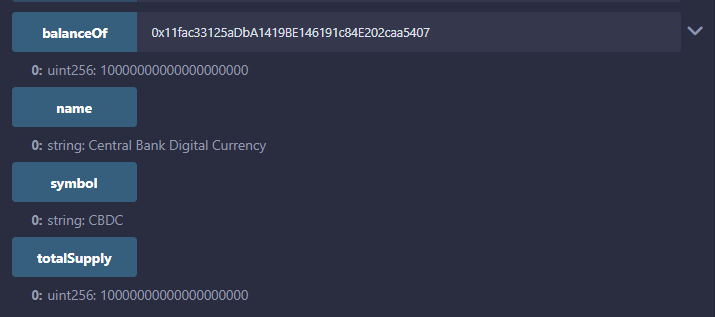 balanceOf 0x11fac33125aDbA1419BE146191c84E202caa5407
0: uint256: 10000000000000000000
name
0: string: Central Bank Digital Currency
symbol
0: string: CBDC
totalSupply
0: uint256: 10000000000000000000